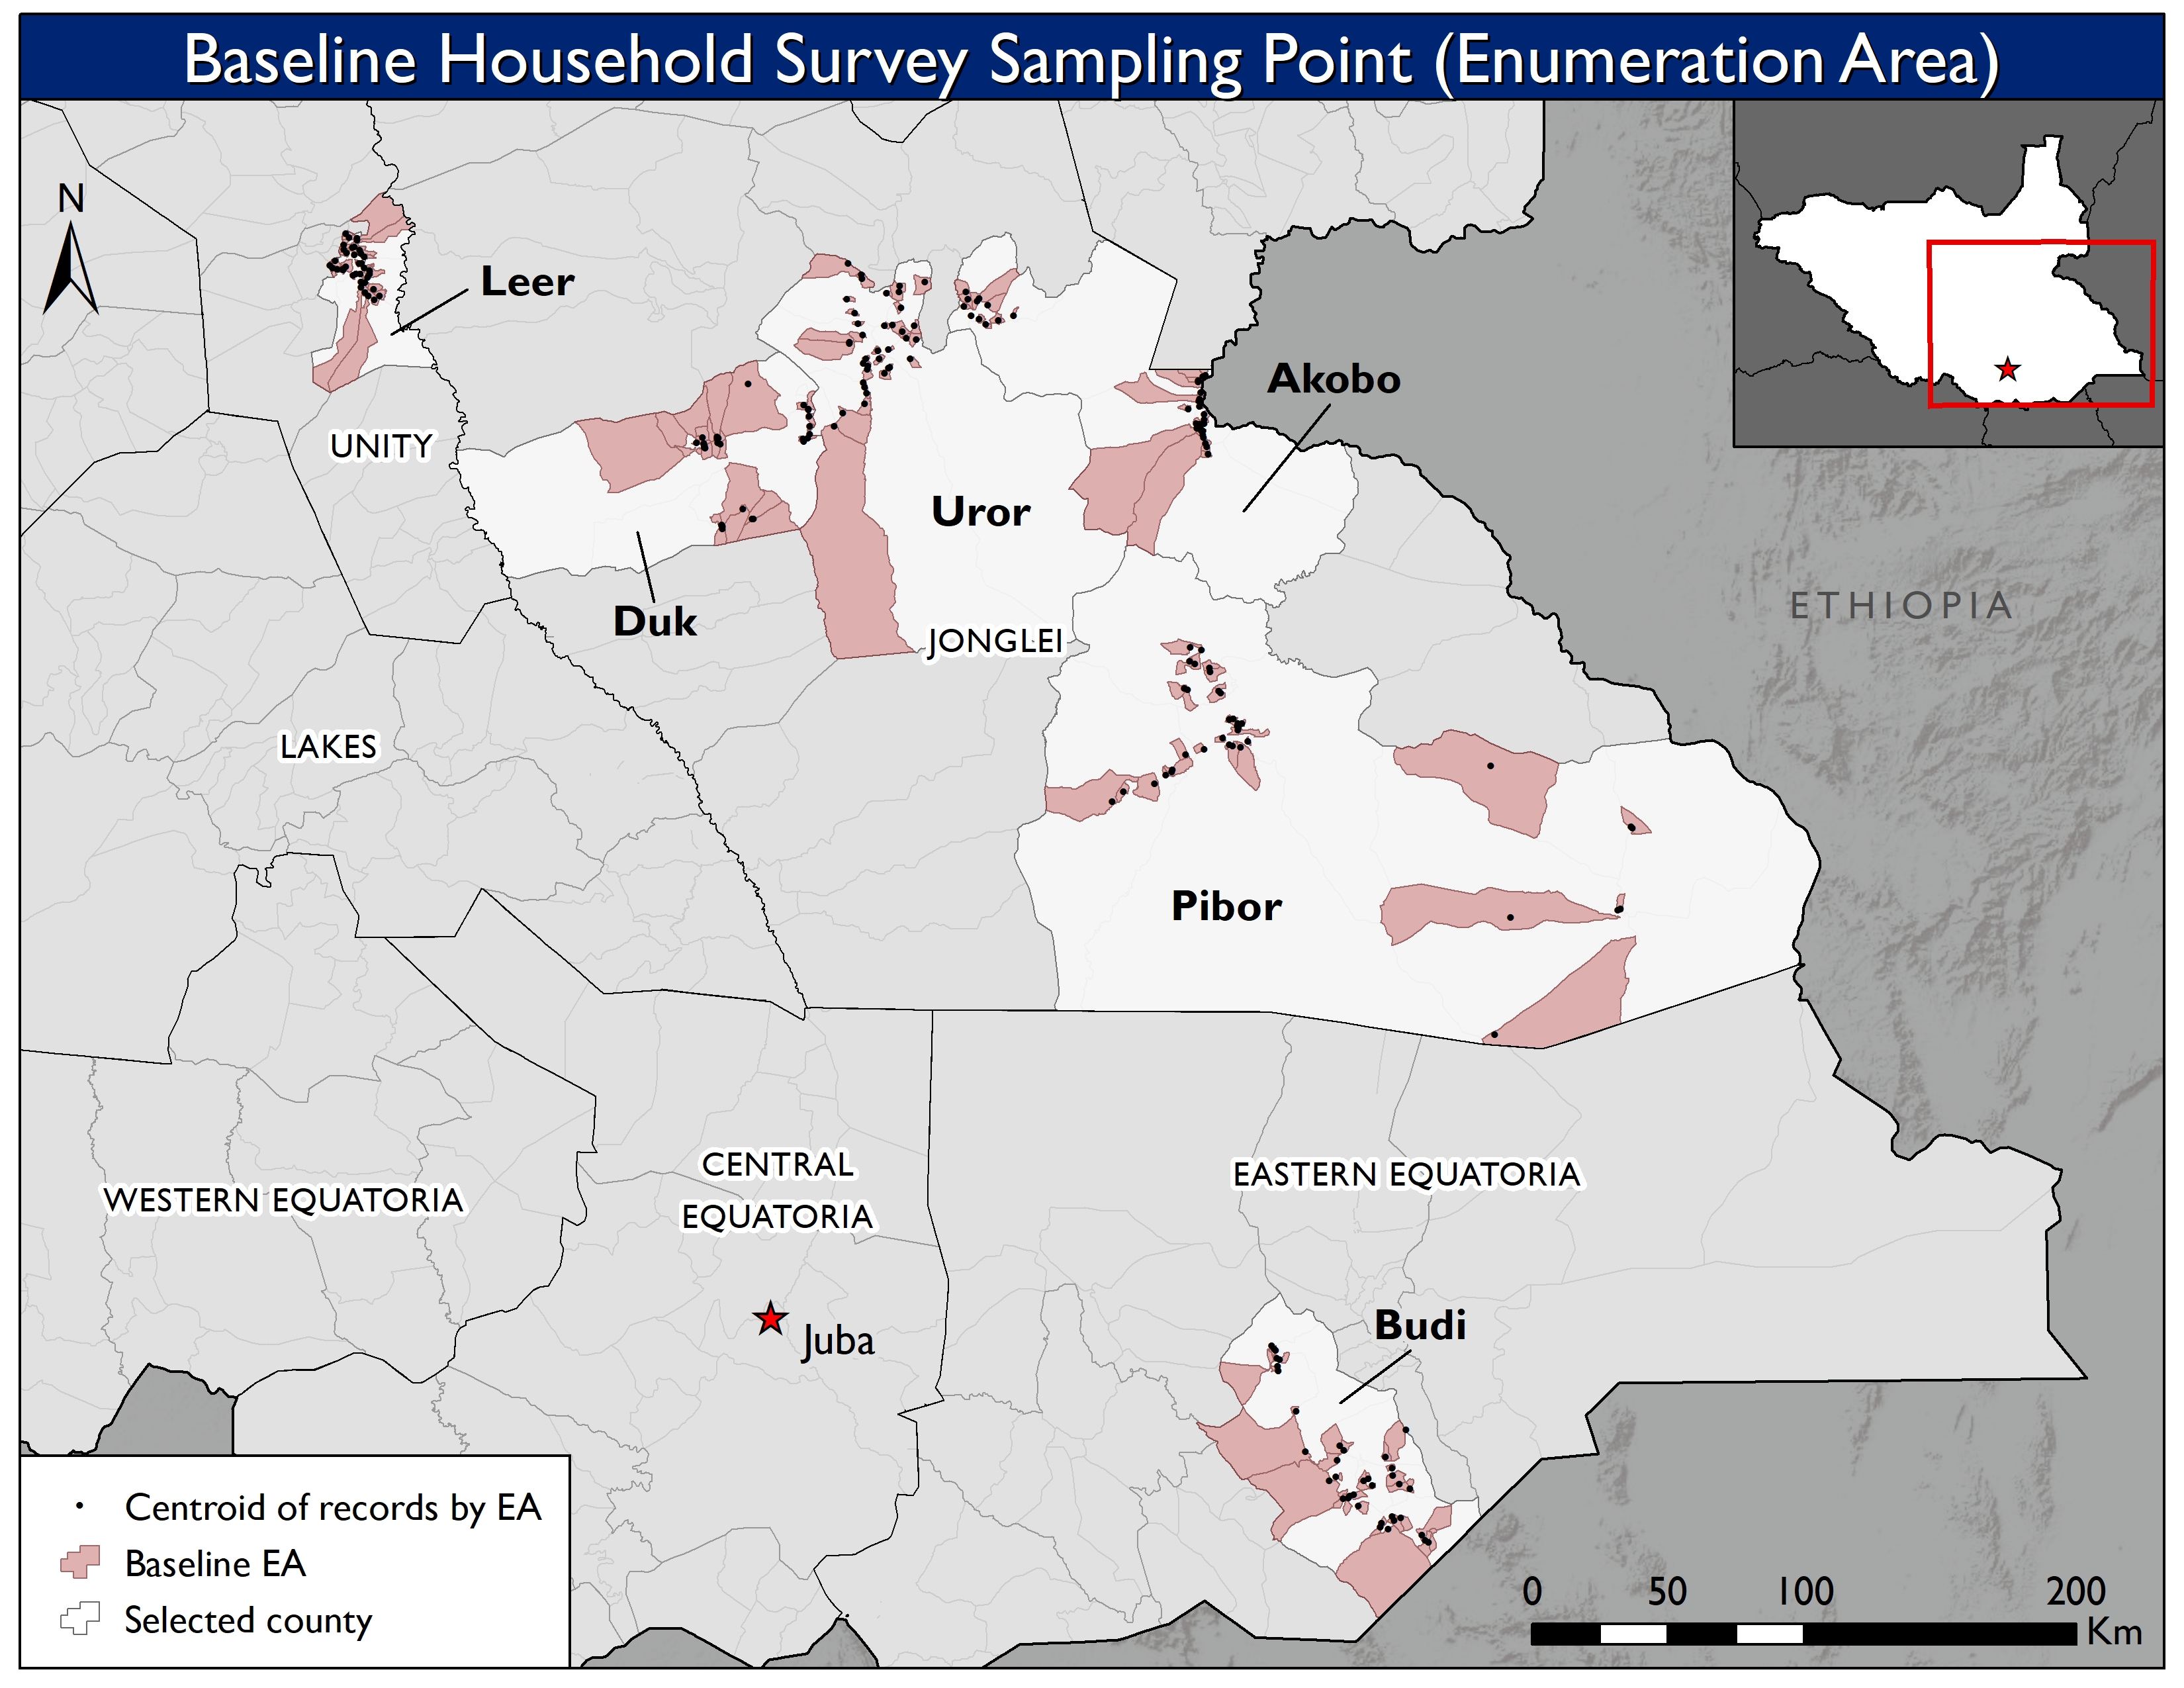 Baseline Household Survey Sampling Point (Enumeration Area)
N
Leer
Akobo
UNITY
Uror
ETHIOPIA
Duk
JONGLEI
LAKES
Pibor
CENTRAL
EQUATORIA
EASTERN EQUATORIA
WESTERN EQUATORIA
Juba
Budi
Centroid of records by EA
Baseline EA
Selected county
0 50 100 200
Km